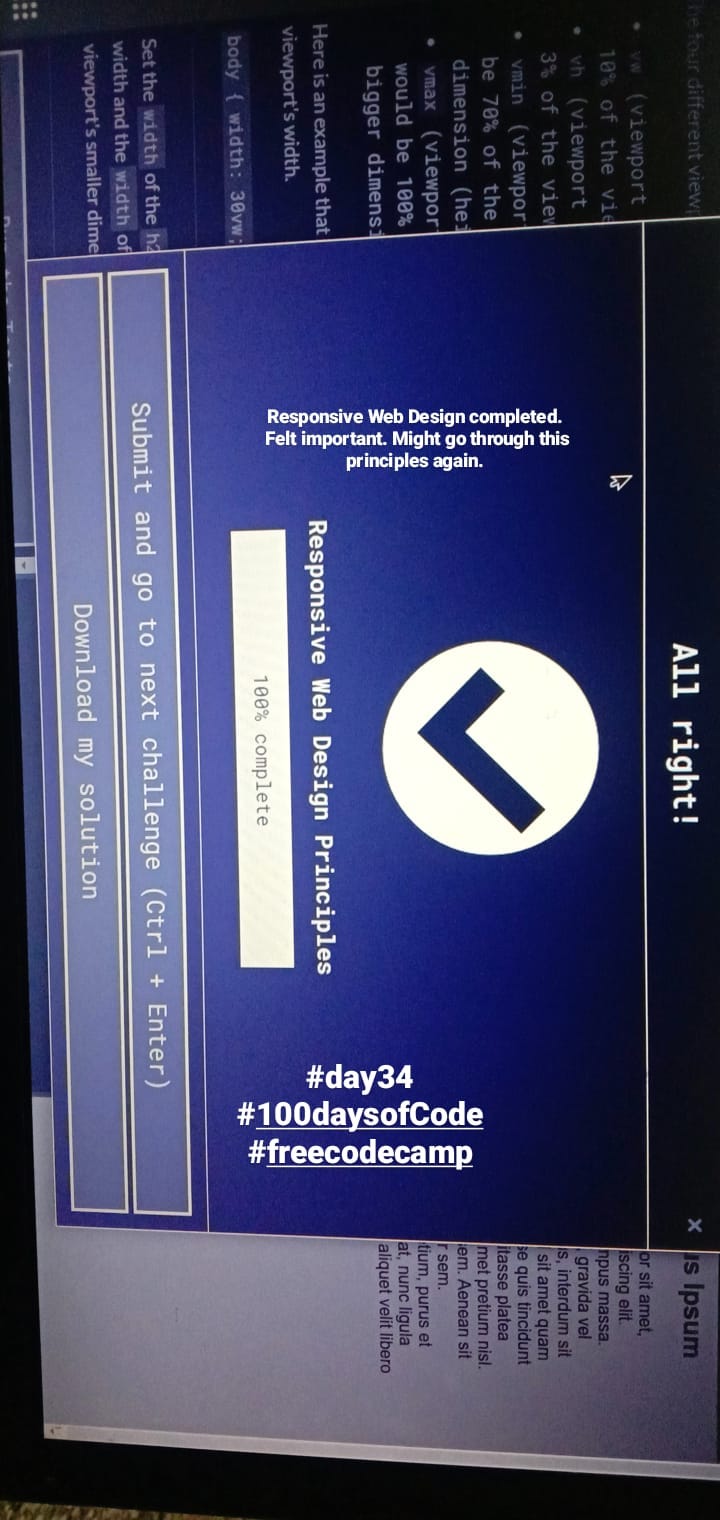 he four different viewp
• vw (viewport
10% of the vie
• vh (viewport
3% of the view
• vmin (viewpor
be 70% of the
dimension (hei
• vmax (viewpor
would be 100%
bigger dimensi
Here is an example that
viewport's width.
body { width: 30vw;
Set the width of the h2
width and the width of
viewport's smaller dime
All right!
×
Responsive Web Design completed.
Felt important. Might go through this
principles again.
Responsive Web Design Principles
100% complete
Submit and go to next challenge (Ctrl + Enter)
Download my solution
#day34
#100daysofCode
#freecodecamp
us Ipsum
or sit amet,
iscing elit.
npus massa.
gravida vel
s, interdum sit
sit amet quam
se quis tincidunt
itasse platea
met pretium nisl.
em. Aenean sit
r sem.
tium, purus et
at, nunc ligula
aliquet velit libero